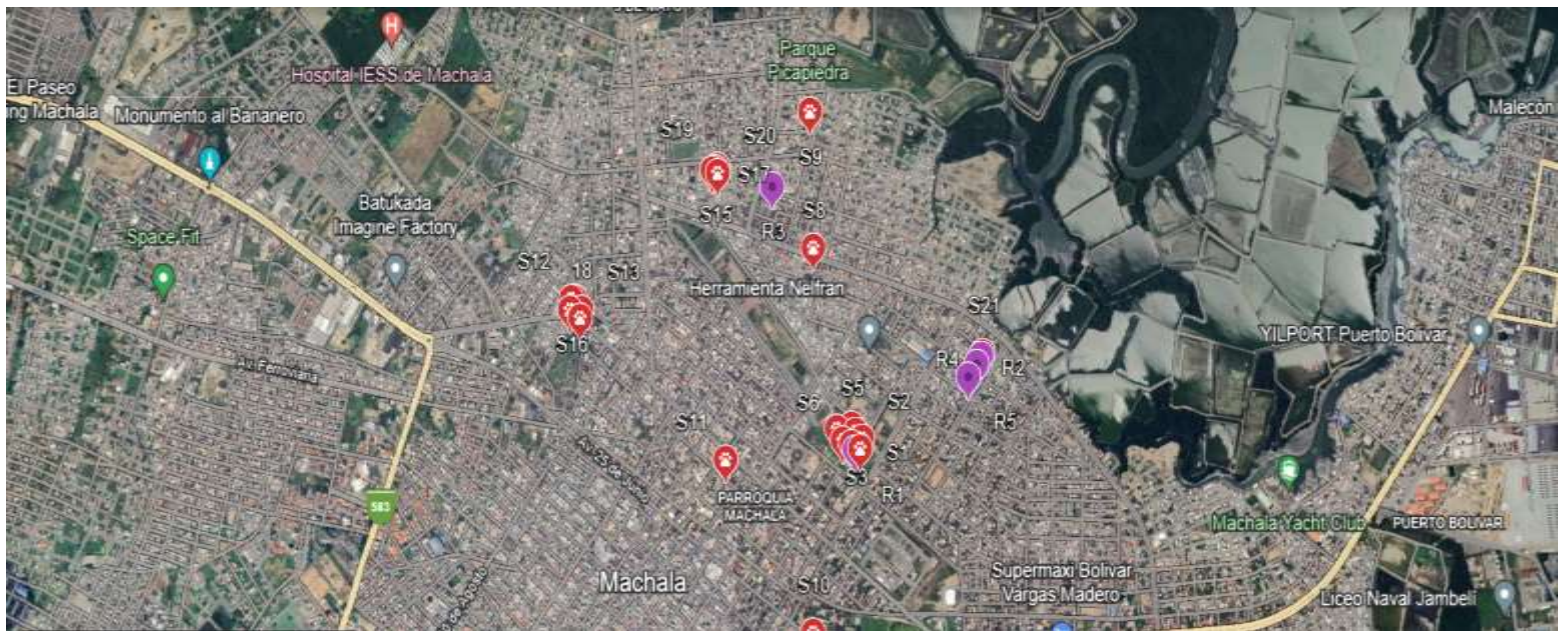 Parque
Picapiedra
Hospital IESS de Machala
El Paseo
ing Machala
Monumento al Bananero
Malecón
S19
S20
S9
S17
Batukada
Imagine Factory
S15
S8
Space Fit
R3
S12
18
S13
Herramienta Neifran
S21
S16
YILPORT Puerto Bolívar
Av. Ferroviaria
R4
R2
S6
S5
S2
S11
R5
Av. 25 de Junio
S1
S3
R1
PARROQUIA
MACHALA
583
Machala Yacht Club
PUERTO BOLIVAR
Machala
S10
Supermaxi Bolivar
Vargas Madero
Liceo Naval Jambelí